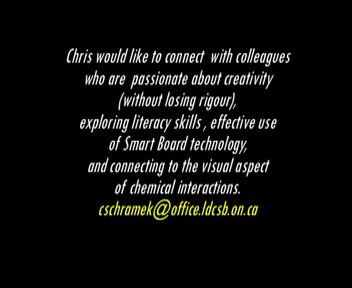 Chris would like to connect with colleagues
who are passionate about creativity
(without losing rigour),
exploring literacy skills , effective use
of Smart Board technology,
and connecting to the visual aspect
of chemical interactions.
cschramek@office.ldcsb.on.ca